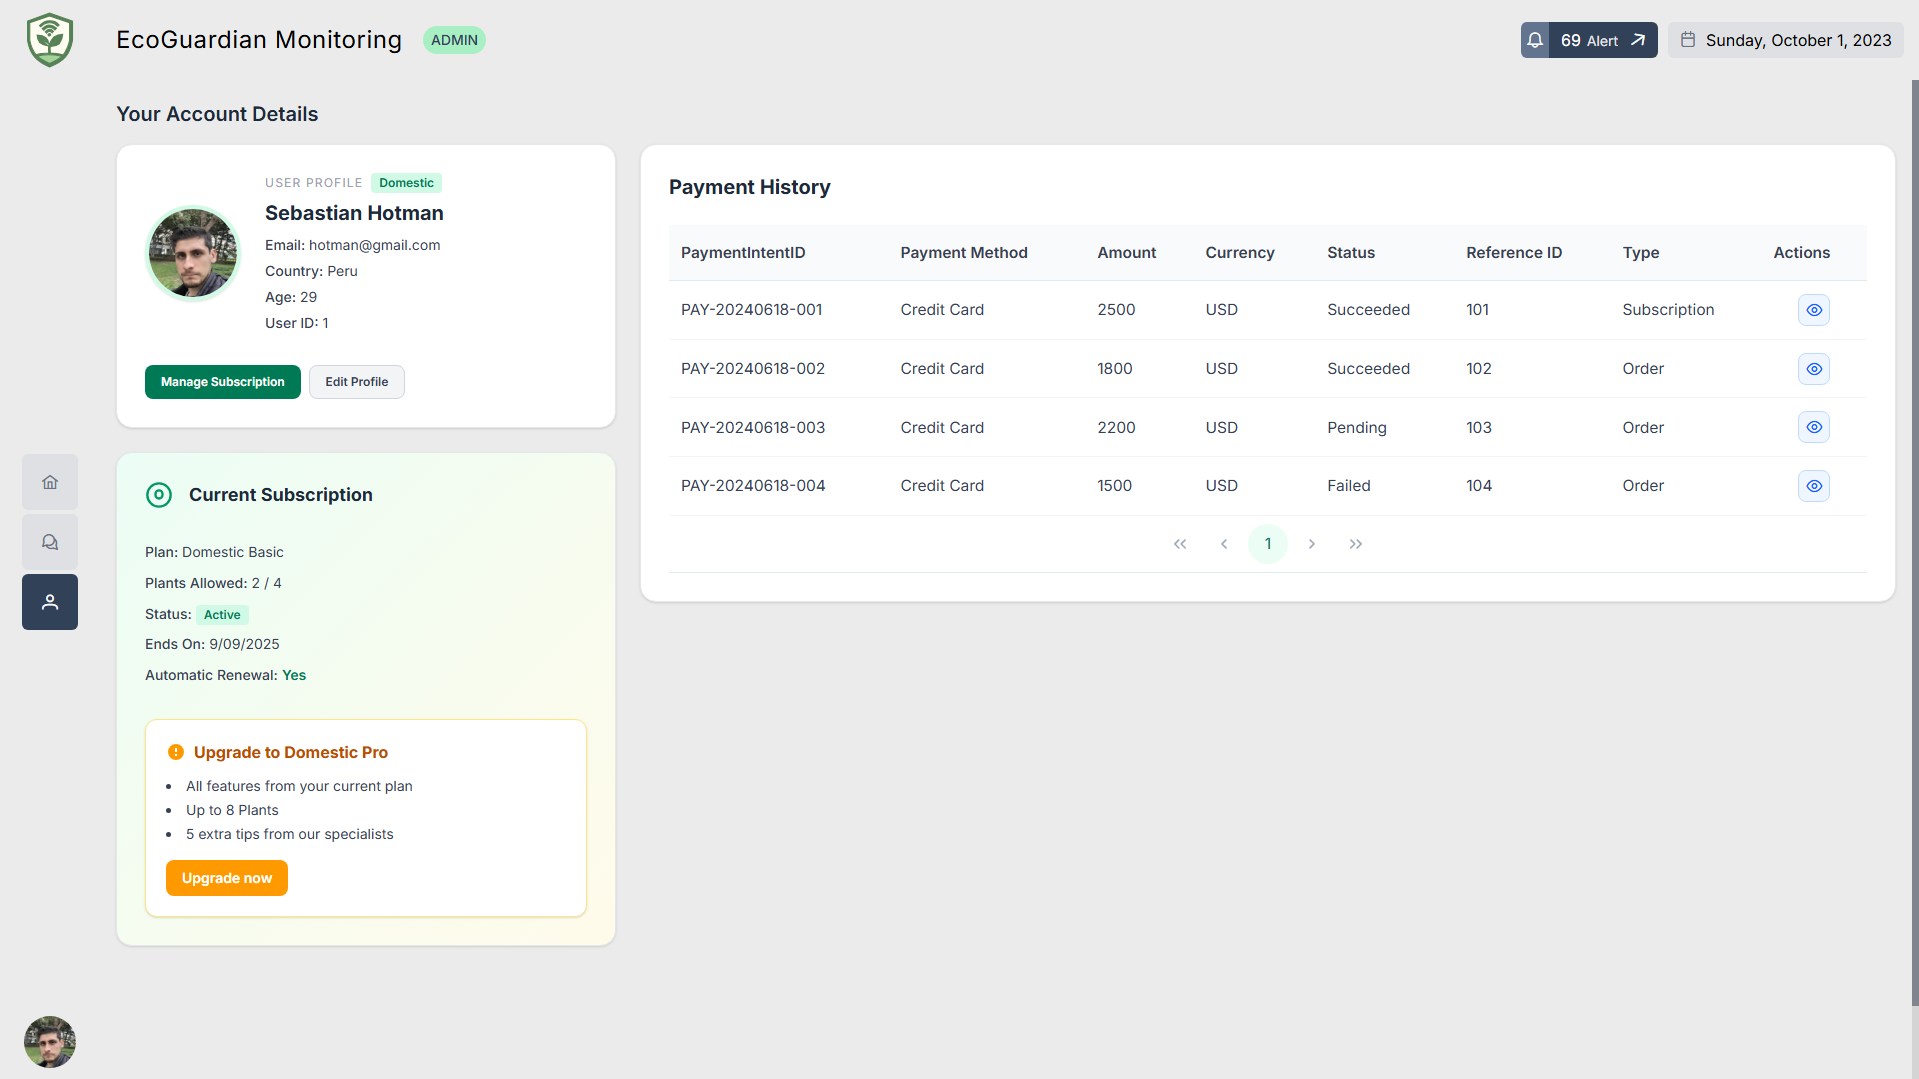 EcoGuardian Monitoring ADMIN
69 Alert
Sunday, October 1, 2023
Your Account Details
USER PROFILE Domestic
Sebastian Hotman
Email: hotman@gmail.com
Country: Peru
Age: 29
User ID: 1
Manage Subscription Edit Profile
Current Subscription
Plan: Domestic Basic
Plants Allowed: 2 / 4
Status: Active
Ends On: 9/09/2025
Automatic Renewal: Yes
Upgrade to Domestic Pro
• All features from your current plan
• Up to 8 Plants
• 5 extra tips from our specialists
Upgrade now
Payment History
PaymentIntentID Payment Method Amount Currency Status Reference ID Type Actions
PAY-20240618-001 Credit Card 2500 USD Succeeded 101 Subscription
PAY-20240618-002 Credit Card 1800 USD Succeeded 102 Order
PAY-20240618-003 Credit Card 2200 USD Pending 103 Order
PAY-20240618-004 Credit Card 1500 USD Failed 104 Order
1